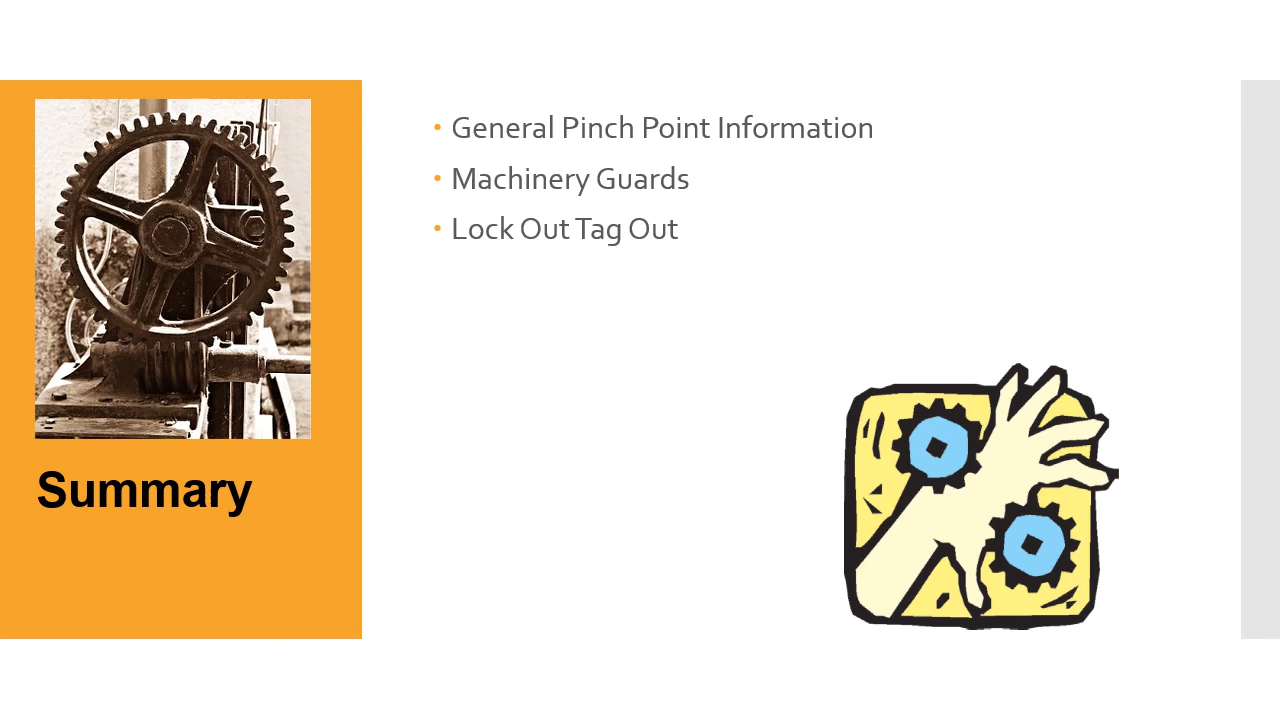 • General Pinch Point Information
• Machinery Guards
• Lock Out Tag Out
Summary